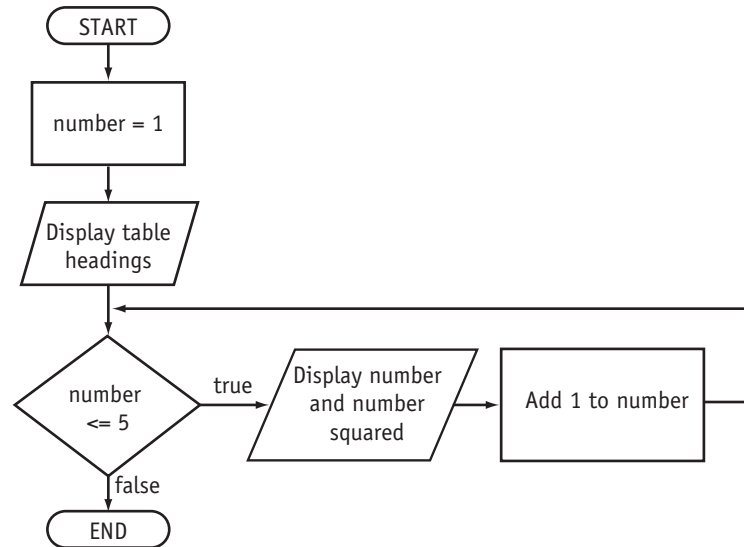 START
number = 1
Display table
headings
number
<= 5
true
Display number
and number
squared
Add 1 to number
false
END